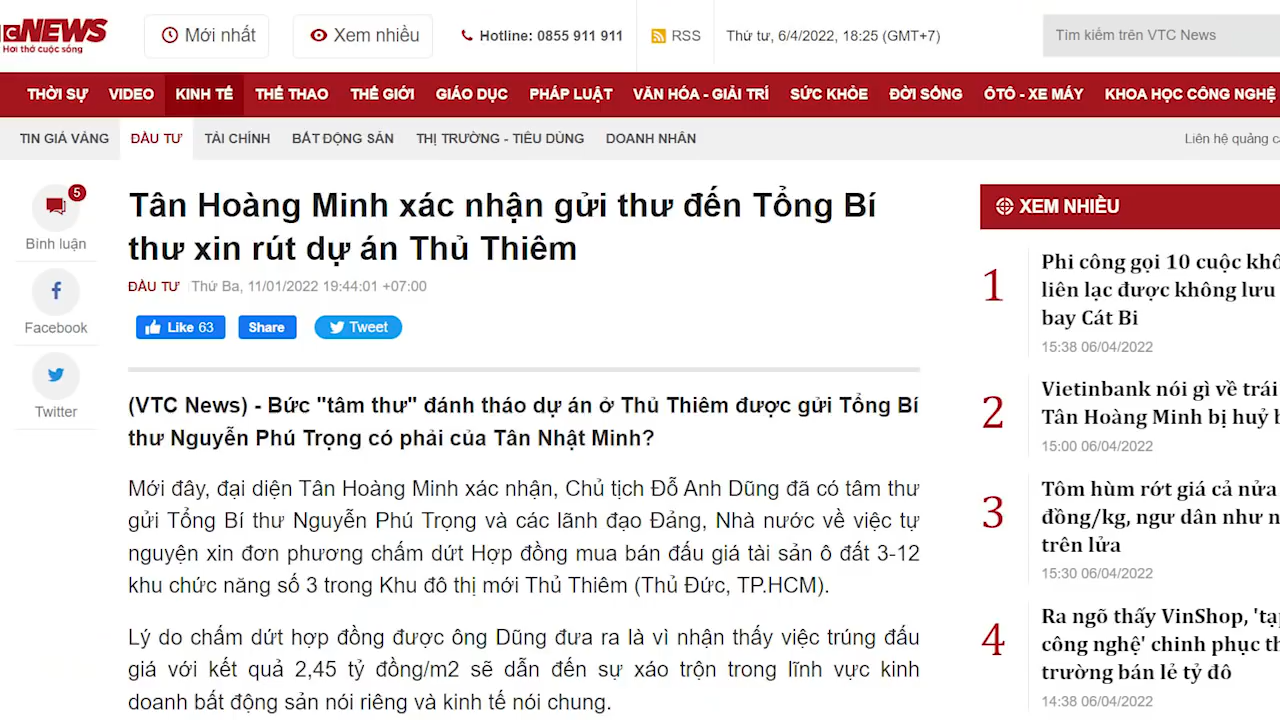 NEWS
Hơi thở cuộc sống
Mới nhất
Xem nhiều
Hotline: 0855 911 911
RSS
Thứ tư, 6/4/2022, 18:25 (GMT+7)
Tìm kiếm trên VTC News
THỜI SỰ VIDEO KINH TẾ THỂ THAO THẾ GIỚI GIÁO DỤC PHÁP LUẬT VĂN HÓA - GIẢI TRÍ SỨC KHỎE ĐỜI SỐNG ÔTÔ - XE MÁY KHOA HỌC CÔNG NGHỆ
TIN GIÁ VÀNG ĐẦU TƯ TÀI CHÍNH BẤT ĐỘNG SẢN THỊ TRƯỜNG - TIÊU DÙNG DOANH NHÂN Liên hệ quảng
5
Bình luận
Facebook
Twitter
Tân Hoàng Minh xác nhận gửi thư đến Tổng Bí
thư xin rút dự án Thủ Thiêm
ĐẦU TƯ Thứ Ba, 11/01/2022 19:44:01 +07:00
Like 63 Share Tweet
(VTC News) - Bức "tâm thư" đánh tháo dự án ở Thủ Thiêm được gửi Tổng Bí
thư Nguyễn Phú Trọng có phải của Tân Nhật Minh?
Mới đây, đại diện Tân Hoàng Minh xác nhận, Chủ tịch Đỗ Anh Dũng đã có tâm thư
gửi Tổng Bí thư Nguyễn Phú Trọng và các lãnh đạo Đảng, Nhà nước về việc tự
nguyện xin đơn phương chấm dứt Hợp đồng mua bán đấu giá tài sản ô đất 3-12
khu chức năng số 3 trong Khu đô thị mới Thủ Thiêm (Thủ Đức, TP.HCM).
Lý do chấm dứt hợp đồng được ông Dũng đưa ra là vì nhận thấy việc trúng đấu
giá với kết quả 2,45 tỷ đồng/m2 sẽ dẫn đến sự xáo trộn trong lĩnh vực kinh
doanh bất động sản nói riêng và kinh tế nói chung.
XEM NHIỀU
1
Phi công gọi 10 cuộc
liên lạc được không lưu
bay Cát Bi
15:38 06/04/2022
2
Vietinbank nói gì về trái
Tân Hoàng Minh bị huỷ
15:00 06/04/2022
3
Tôm hùm rớt giá cả nửa
đồng/kg, ngư dân như
trên lửa
15:30 06/04/2022
4
Ra ngõ thấy VinShop,
công nghệ' chinh phục
trường bán lẻ tỷ đô
14:38 06/04/2022